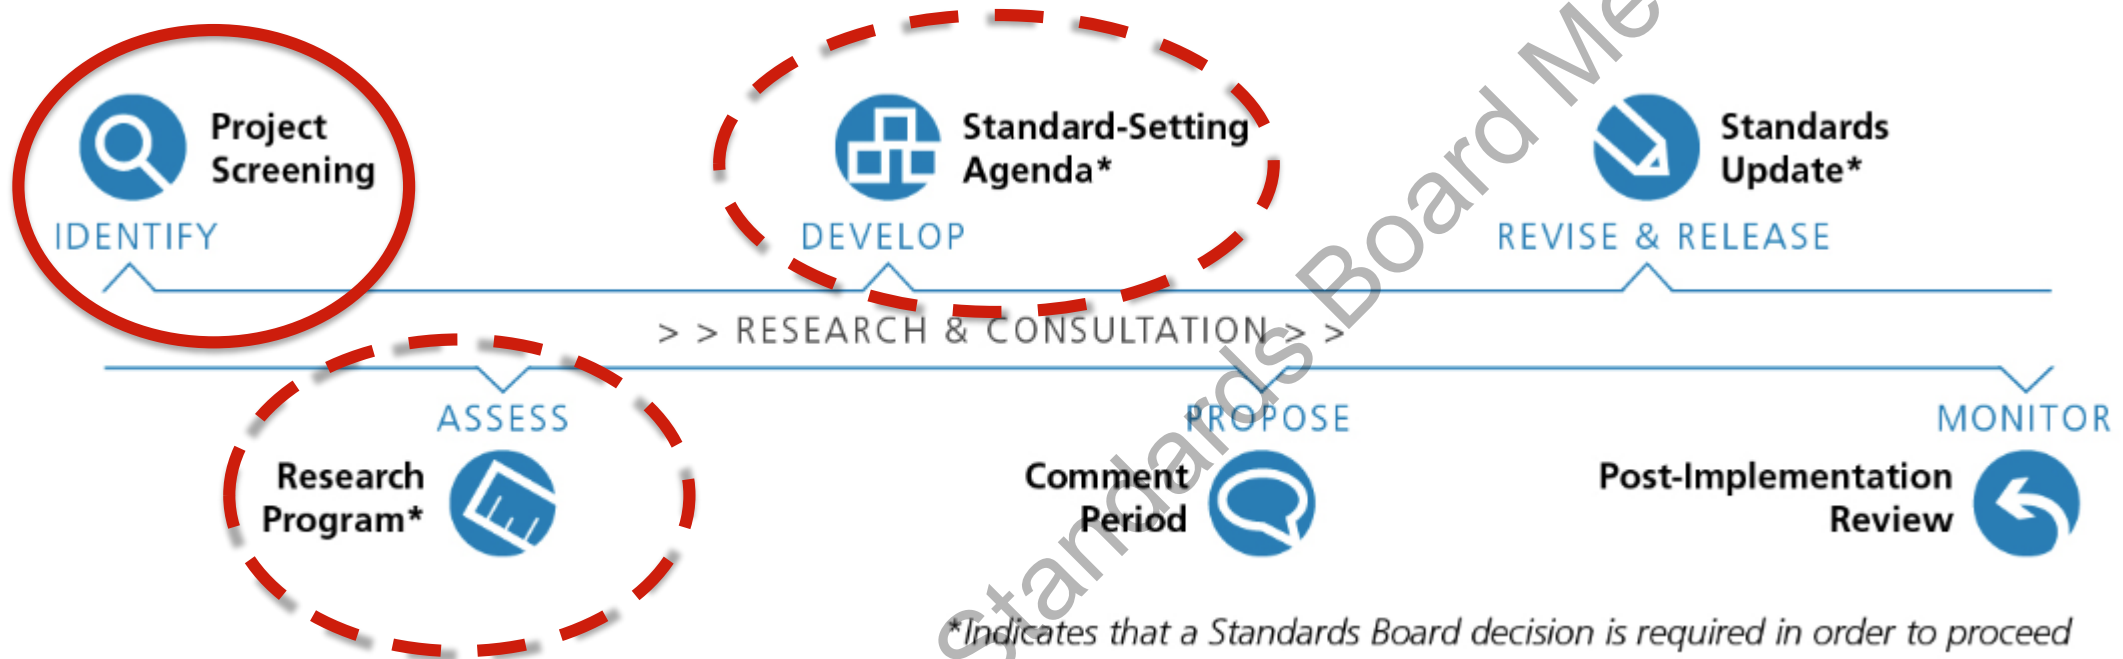 Project
Screening
IDENTIFY
Standard-Setting
Agenda*
DEVELOP
Standards
Update*
REVISE & RELEASE
> > RESEARCH & CONSULTATION > >
ASSESS
Research
Program*
PROPOSE
Comment
Period
MONITOR
Post-Implementation
Review
*Indicates that a Standards Board decision is required in order to proceed
Standards Board Me